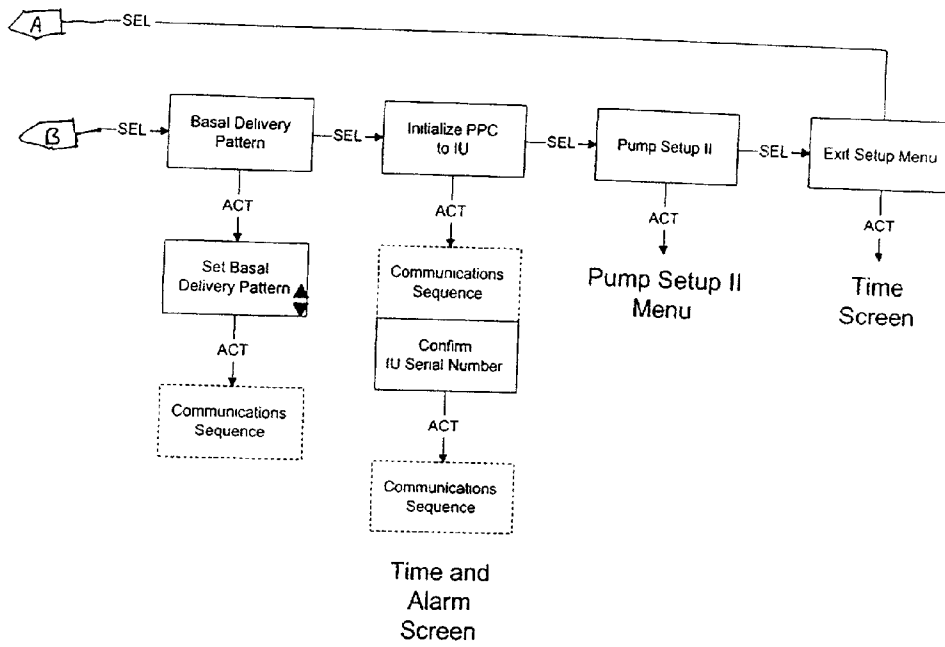 A
SEL
B
SEL
Basal Delivery
Pattern
SEL
Initialize PPC
to IU
SEL
Pump Setup II
SEL
Exit Setup Menu
ACT
ACT
ACT
ACT
Set Basal
Delivery Pattern
Communications
Sequence
Pump Setup II
Menu
Time
Screen
ACT
Confirm
IU Serial Number
Communications
Sequence
ACT
Communications
Sequence
Time and
Alarm
Screen